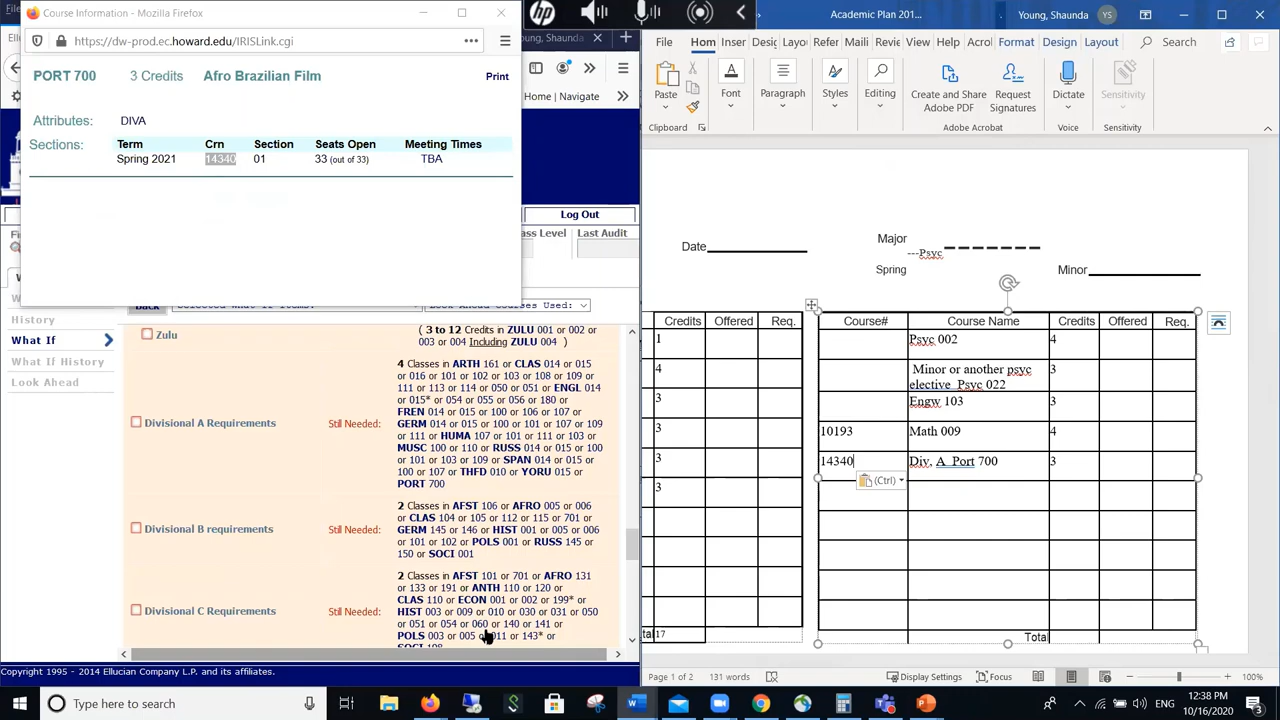 Course Information - Mozilla Firefox
https://dw-prod.ec.howard.edu/IRISLink.cgi
PORT 700 3 Credits Afro Brazilian Film Print
Attributes: DIVA
Sections: Term Crn Section Seats Open Meeting Times
Spring 2021 14340 01 33 (out of 33) TBA
Young, Shaunda
Home | Navigate
Log Out
Last Audit
History
What If
What If History
Look Ahead
Zulu
( 3 to 12 Credits in ZULU 001 or 002 or
003 or 004 Including ZULU 004 )
Divisional A Requirements Still Needed:
4 Classes in ARTH 161 or CLAS 014 or 015
or 016 or 101 or 102 or 103 or 108 or 109 or
111 or 113 or 114 or 050 or 051 or ENGL 014
or 015* or 054 or 055 or 056 or 180 or
FREN 014 or 015 or 100 or 106 or 107 or
GERM 014 or 015 or 100 or 101 or 107 or 109
or 111 or HUMA 107 or 101 or 111 or 103 or
MUSC 100 or 110 or RUSS 014 or 015 or 100
or 101 or 103 or 109 or SPAN 014 or 015 or
100 or 107 or THFD 010 or YORU 015 or
PORT 700
Divisional B requirements Still Needed:
2 Classes in AFST 106 or AFRO 005 or 006
or CLAS 104 or 105 or 112 or 115 or 701 or
GERM 145 or 146 or HIST 001 or 005 or 006
or 101 or 102 or POLS 001 or RUSS 145 or
150 or SOCI 001
Divisional C Requirements Still Needed:
2 Classes in AFST 101 or 701 or AFRO 131
or 133 or 191 or ANTH 110 or 120 or
CLAS 110 or ECON 001 or 002 or 199* or
HIST 003 or 009 or 010 or 030 or 031 or 050
or 051 or 054 or 060 or 140 or 141 or
POLS 003 or 005 or 011 or 143* or
Copyright 1995 - 2014 Ellucian Company L.P. and its affiliates.
Academic Plan 201... Young, Shaunda YS
File Hom Inser Desi Layo Refe Format Design Layout Search
Paste Font Paragraph Styles Editing Create and Share Adobe PDF Request Signatures Dictate Sensitivity
Clipboard Adobe Acrobat Voice Sensitivity
Date
Major
---Psyc
Spring
Minor
Credits Offered Req.
1
4
3
3
3
3
17
Course# Course Name Credits Offered Req.
Psyc 002 4
Minor or another psyc 3
elective Psyc 022
Engw 103 3
10193 Math 009 4
14340 Div, A Port 700 3
(Ctrl)
Total
Page 1 of 2 131 words Display Settings Focus 100%
Type here to search
12:38 PM
10/16/2020